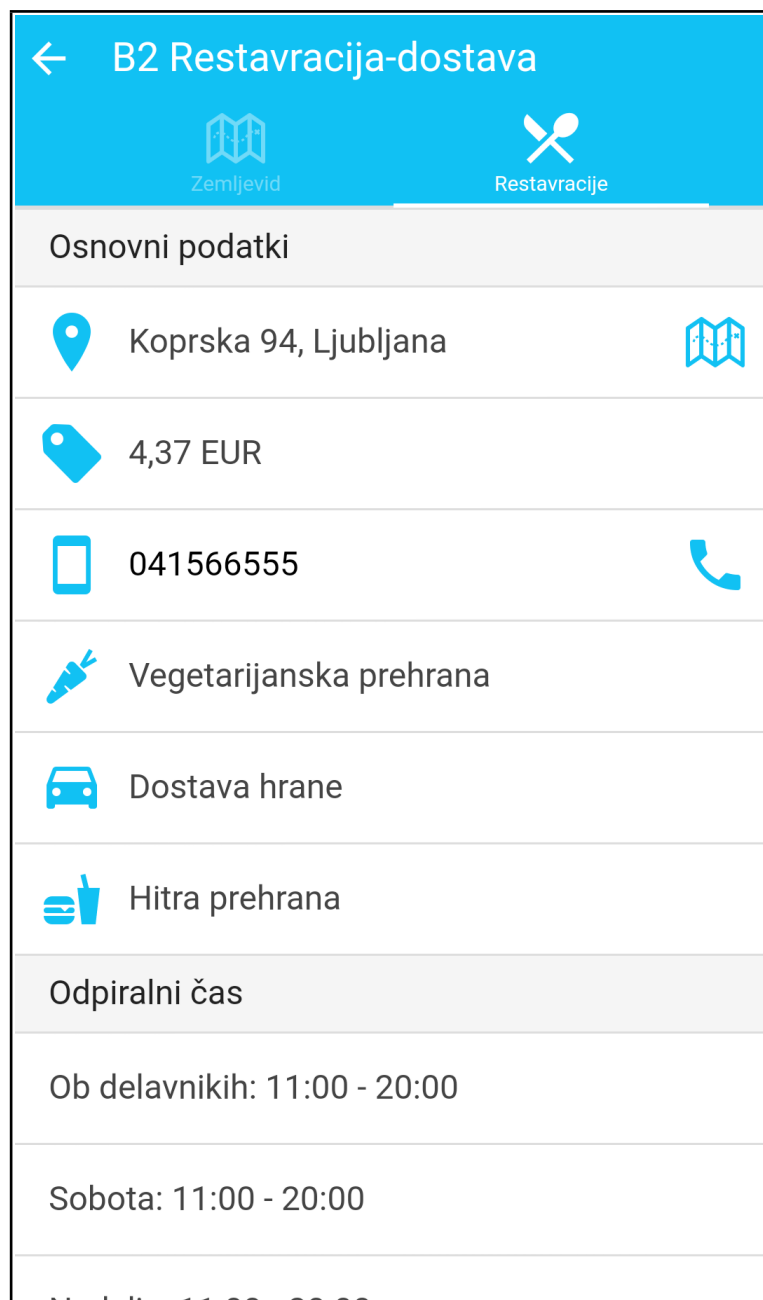 B2 Restavracija-dostava
Zemljevid
Restavracije
Osnovni podatki
Koprska 94, Ljubljana
4,37 EUR
041566555
Vegetarijanska prehrana
Dostava hrane
Hitra prehrana
Odpiralni čas
Ob delavnikih: 11:00 - 20:00
Sobota: 11:00 - 20:00